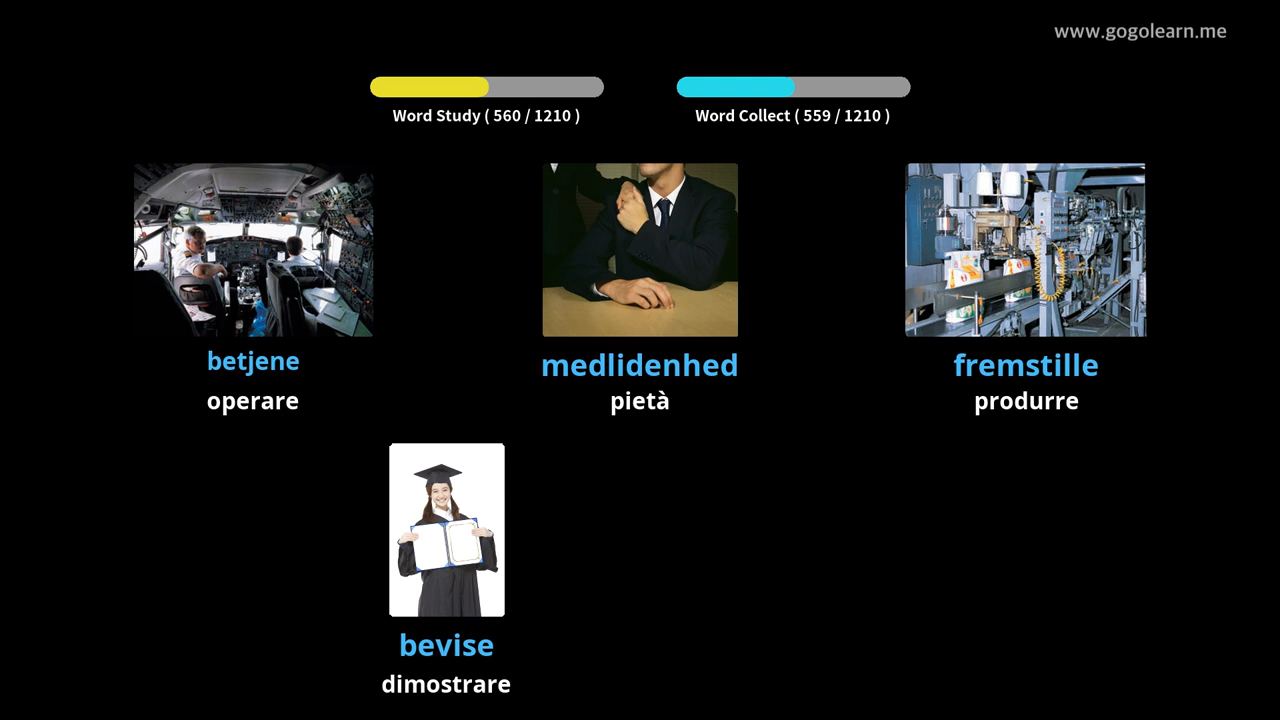 www.gogolearn.me
Word Study ( 560 / 1210 )
Word Collect ( 559 / 1210 )
betjene
operare
medlidenhed
pietà
fremstille
produrre
bevise
dimostrare